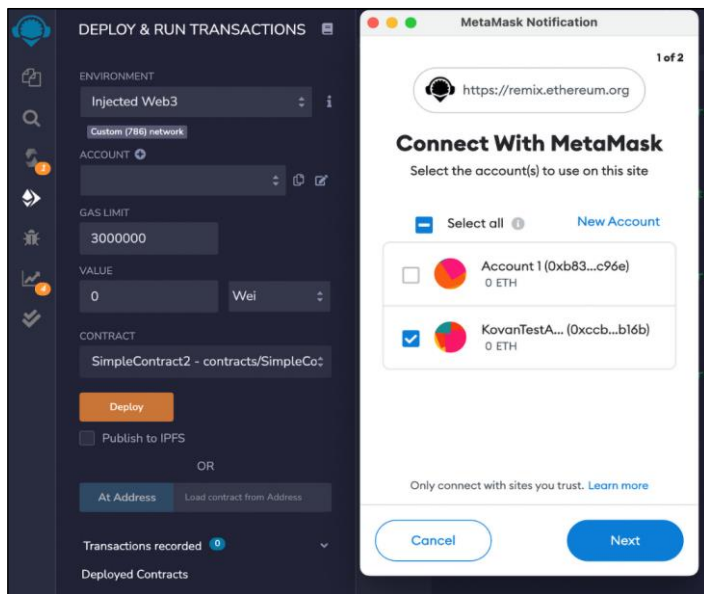 DEPLOY & RUN TRANSACTIONS
ENVIRONMENT
Injected Web3
Custom (786) network
ACCOUNT
GAS LIMIT
3000000
VALUE
0
Wei
CONTRACT
SimpleContract2 - contracts/SimpleCo
Deploy
Publish to IPFS
OR
At Address
Load contract from Address
Transactions recorded 0
Deployed Contracts
MetaMask Notification
1 of 2
https://remix.ethereum.org
Connect With MetaMask
Select the account(s) to use on this site
Select all
New Account
Account 1 (0xb83...c96e)
0 ETH
KovanTestA... (0xccb...b16b)
0 ETH
Only connect with sites you trust. Learn more
Cancel
Next